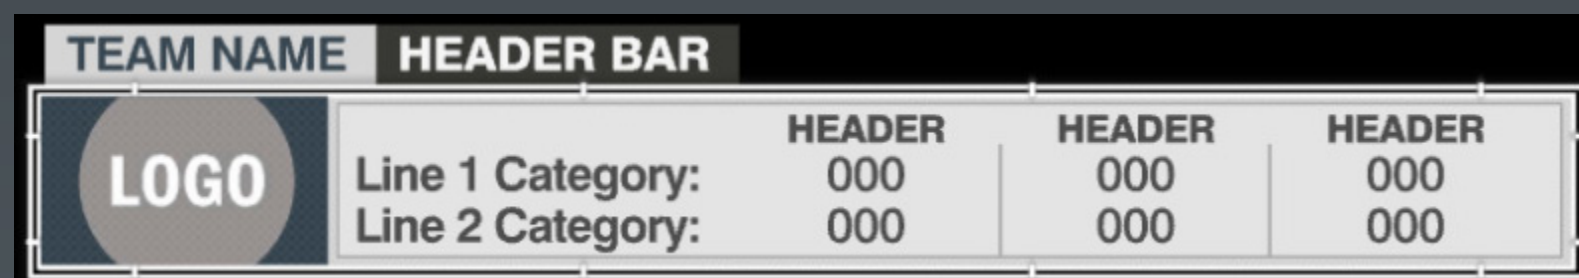 TEAM NAME HEADER BAR
LOGO
HEADER HEADER HEADER
Line 1 Category: 000 000 000
Line 2 Category: 000 000 000